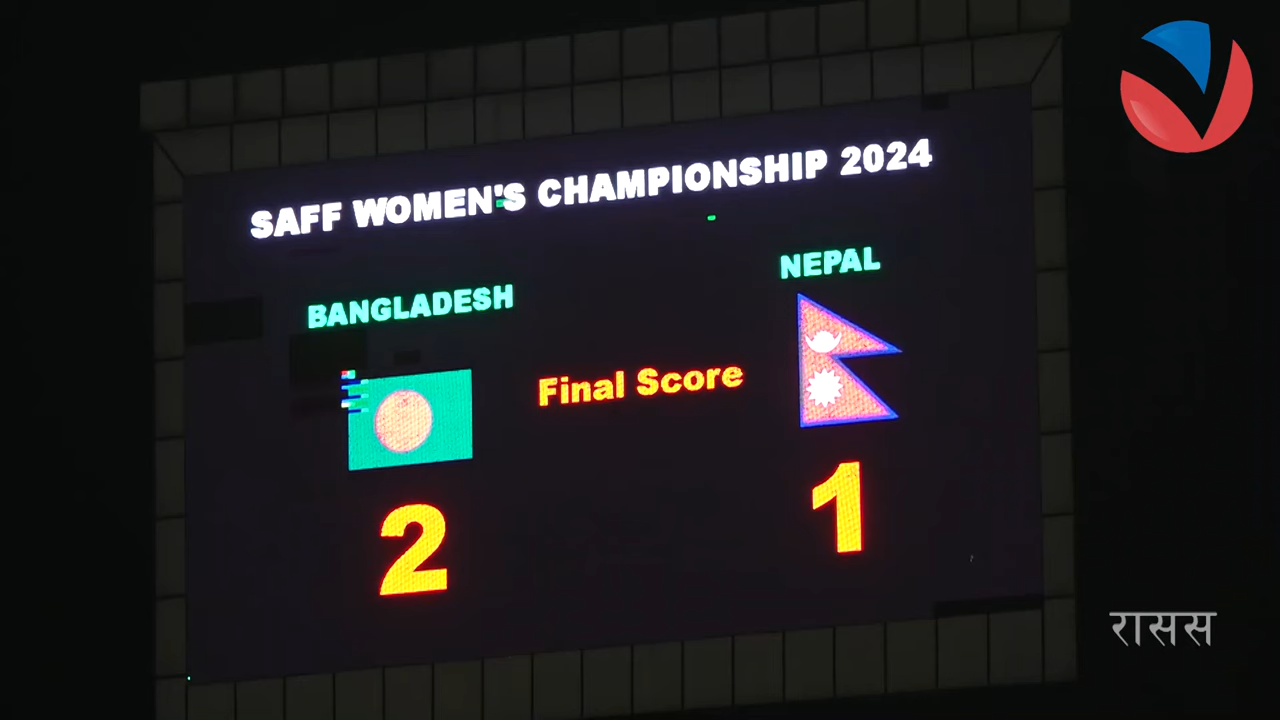 SAFF WOMEN'S CHAMPIONSHIP 2024
BANGLADESH
NEPAL
Final Score
2
1
रासस